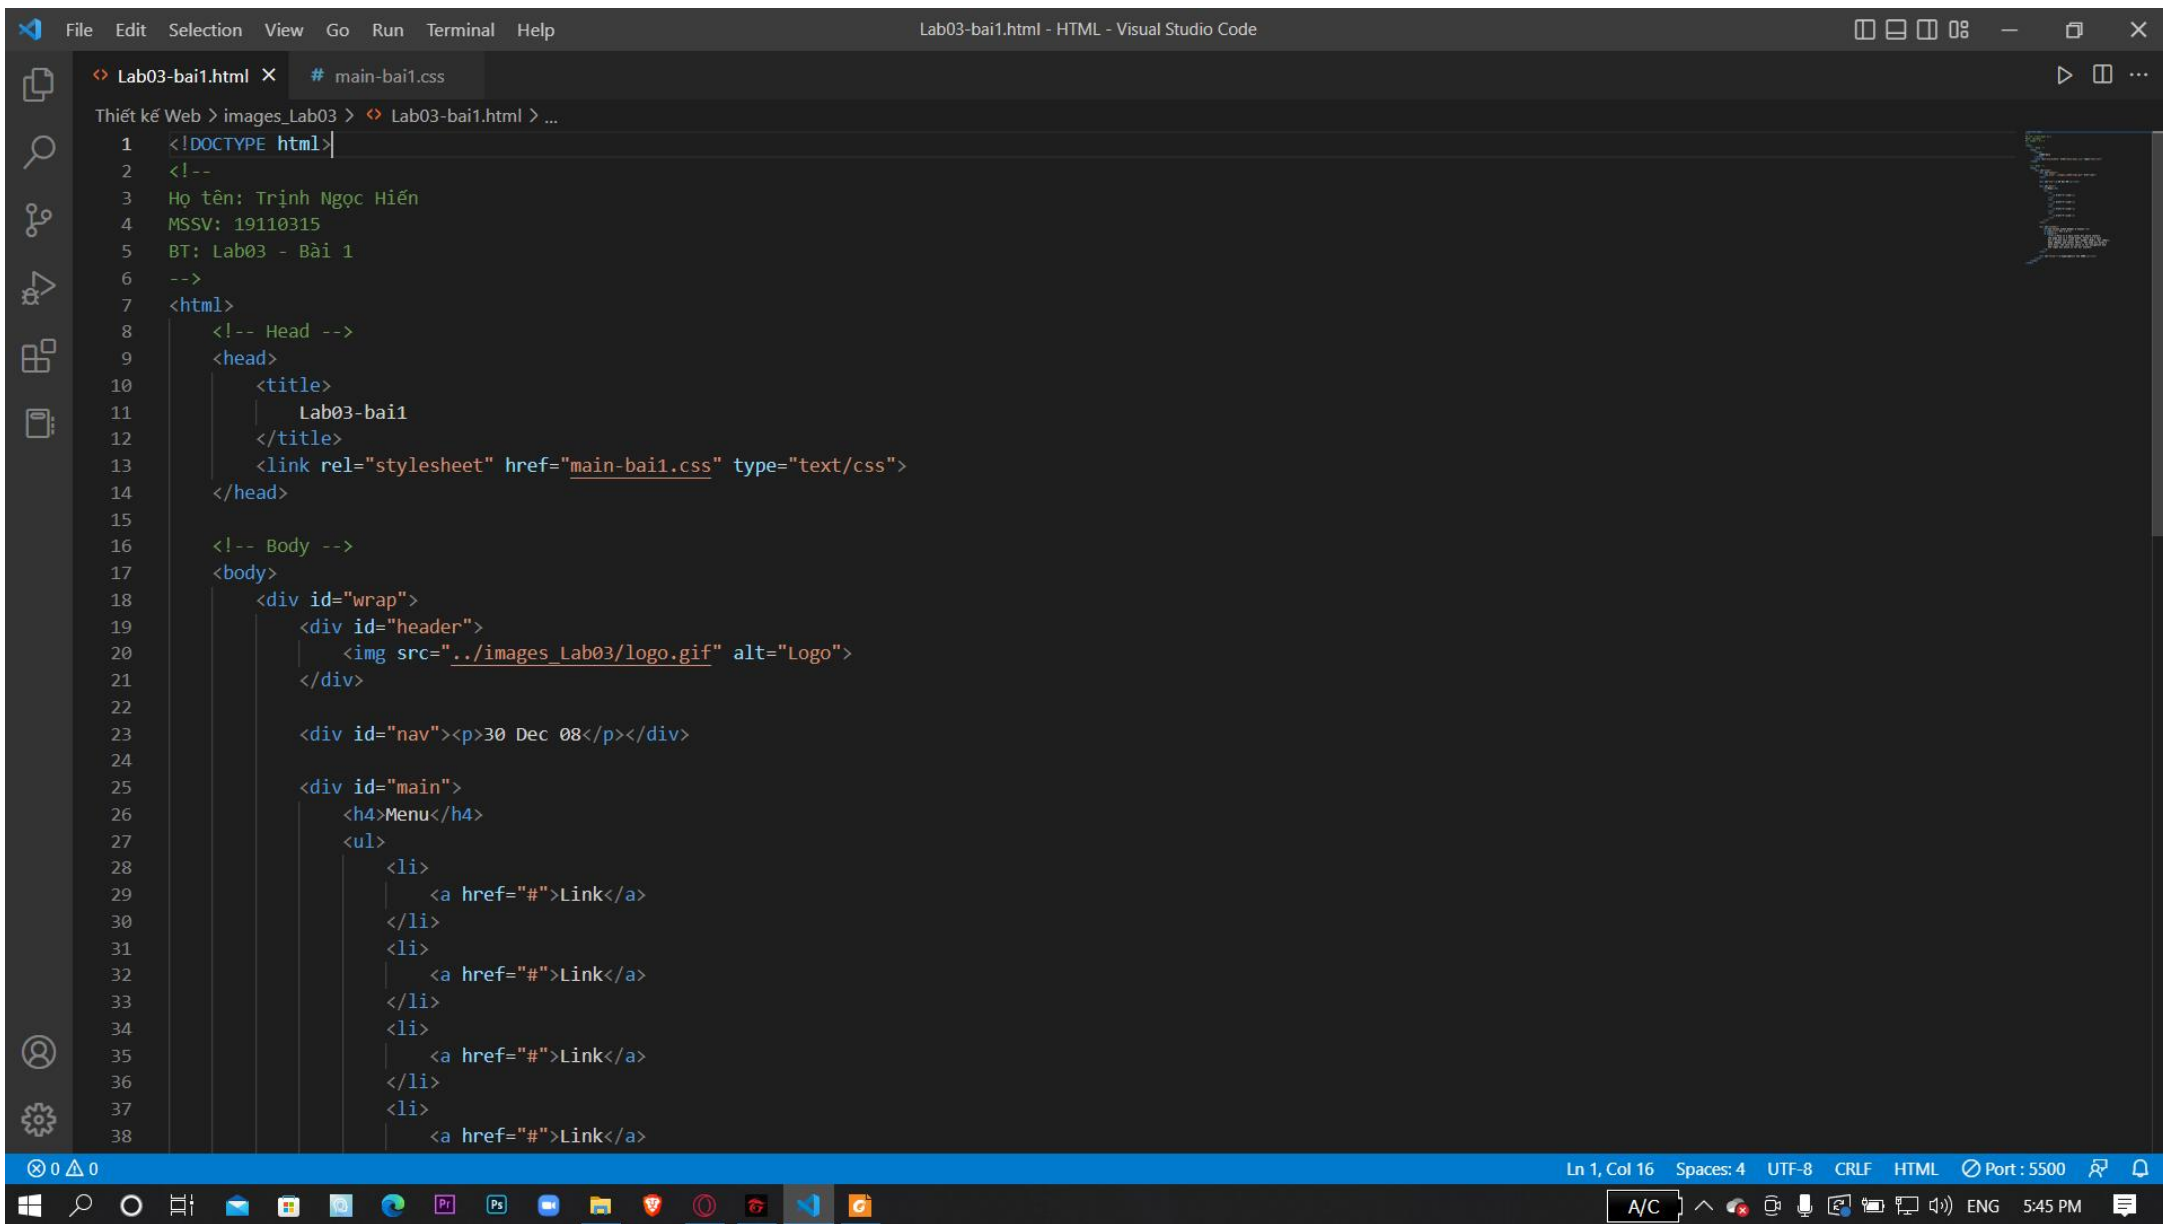 File Edit Selection View Go Run Terminal Help Lab03-bai1.html - HTML - Visual Studio Code
Lab03-bai1.html # main-bai1.css
Thiết kế Web > images_Lab03 > Lab03-bai1.html > ...
1 <!DOCTYPE html>
2 <!--
3 Họ tên: Trịnh Ngọc Hiến
4 MSSV: 19110315
5 BT: Lab03 - Bài 1
6 -->
7 <html>
8 <!-- Head -->
9 <head>
10 <title>
11 Lab03-bai1
12 </title>
13 <link rel="stylesheet" href="main-bai1.css" type="text/css">
14 </head>
15
16 <!-- Body -->
17 <body>
18 <div id="wrap">
19 <div id="header">
20 <img src="../images_Lab03/logo.gif" alt="Logo">
21 </div>
22
23 <div id="nav"><p>30 Dec 08</p></div>
24
25 <div id="main">
26 <h4>Menu</h4>
27 <ul>
28 <li>
29 <a href="#">Link</a>
30 </li>
31 <li>
32 <a href="#">Link</a>
33 </li>
34 <li>
35 <a href="#">Link</a>
36 </li>
37 <li>
38 <a href="#">Link</a>
0 0 Ln 1, Col 16 Spaces: 4 UTF-8 CRLF HTML Port : 5500
Pr Ps A/C ENG 5:45 PM